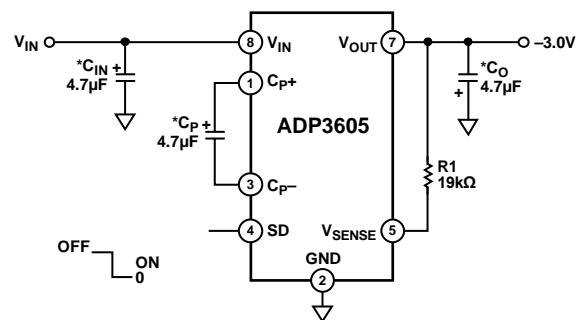 VIN
*CIN +
4.7µF
8
VIN
VOUT
7
–3.0V
*CO
4.7µF
+
1
CP+
*CP +
4.7µF
ADP3605
R1
19kΩ
3
CP–
4
SD
VSENSE
5
OFF
ON
0
GND
2